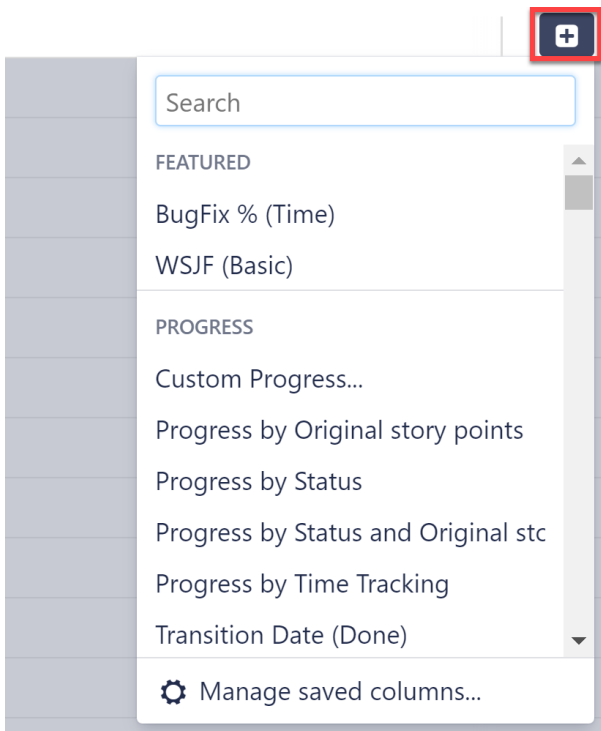 Search
FEATURED
BugFix % (Time)
WSJF (Basic)
PROGRESS
Custom Progress...
Progress by Original story points
Progress by Status
Progress by Status and Original stc
Progress by Time Tracking
Transition Date (Done)
Manage saved columns...